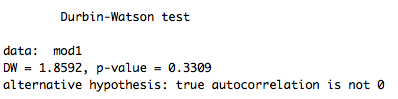 Durbin-Watson test
data:  mod1
DW = 1.8592, p-value = 0.3309
alternative hypothesis: true autocorrelation is not 0